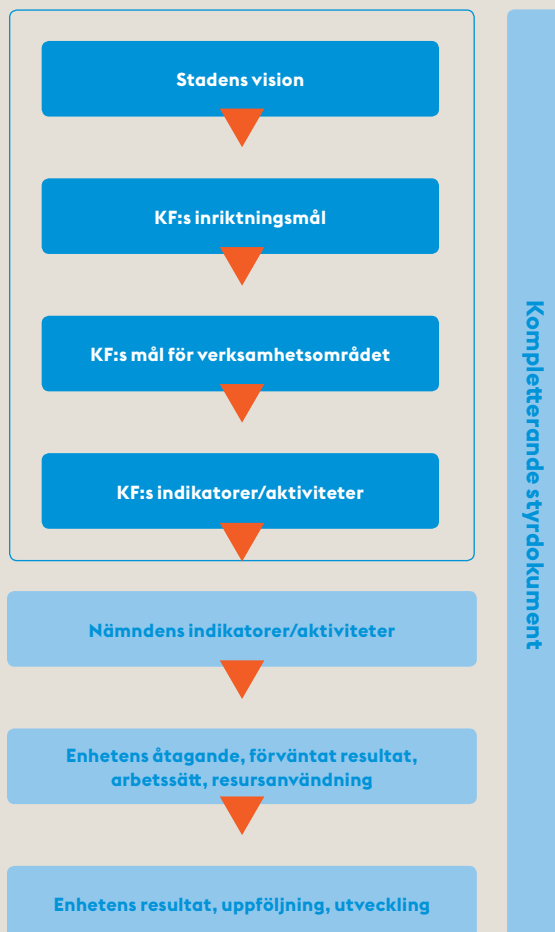 Stadens vision
KF:s inriktningsmål
KF:s mål för verksamhetsområdet
KF:s indikatorer/aktiviteter
Nämndens indikatorer/aktiviteter
Enhetens åtagande, förväntat resultat,
arbetssätt, resursanvändning
Enhetens resultat, uppföljning, utveckling
Kompletterande styrdokument